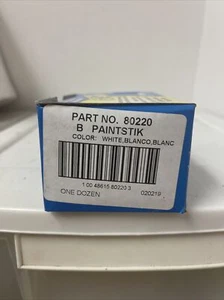 PART NO. 80220
B PAINTSTIK
COLOR: WHITE,BLANCO,BLANC
1 00 48615 80220 3
ONE DOZEN 020219